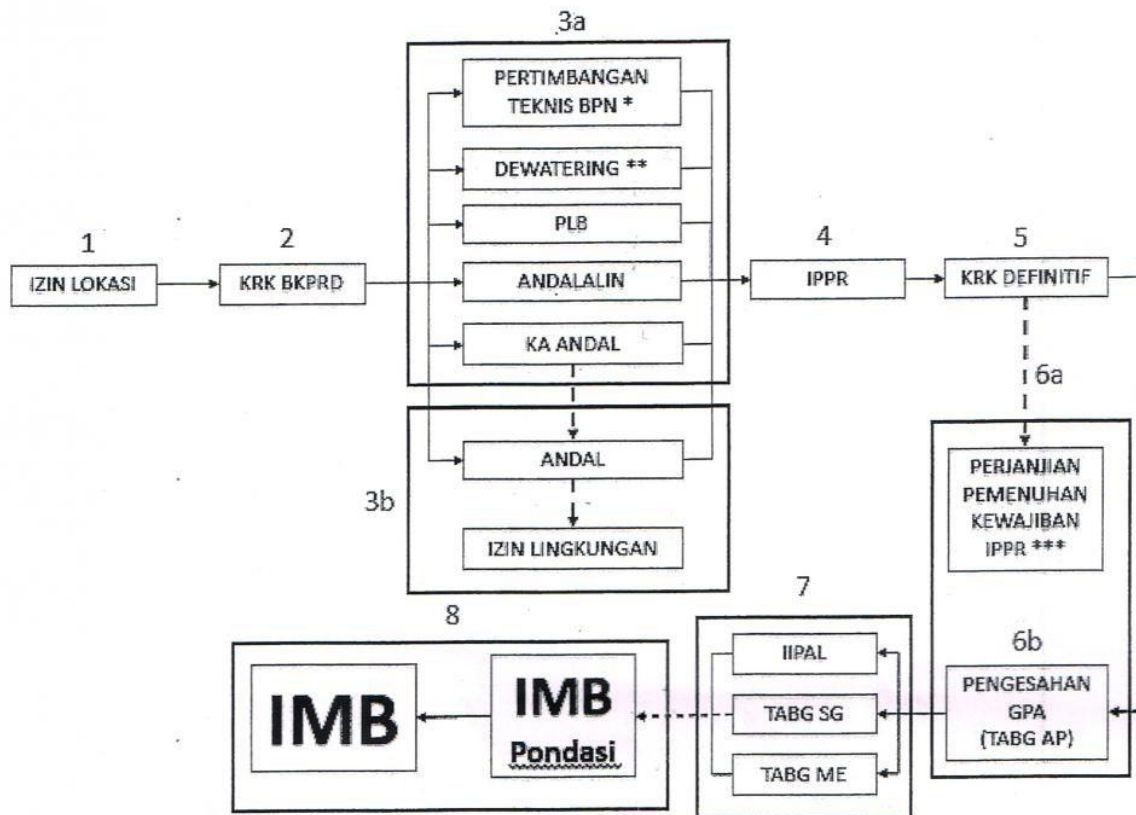 3a
PERTIMBANGAN
TEKNIS BPN *
DEWATERING **
PLB
1
2
4
5
IZIN LOKASI
KRK BKPRD
ANDALALIN
IPPR
KRK DEFINITIF
KA ANDAL
6a
3b
ANDAL
IZIN LINGKUNGAN
PERJANJIAN
PEMENUHAN
KEWAJIBAN
IPPR ***
7
8
IIPAL
TABG SG
TABG ME
6b
PENGESAHAN
GPA
(TABG AP)
IMB
Pondasi
IMB